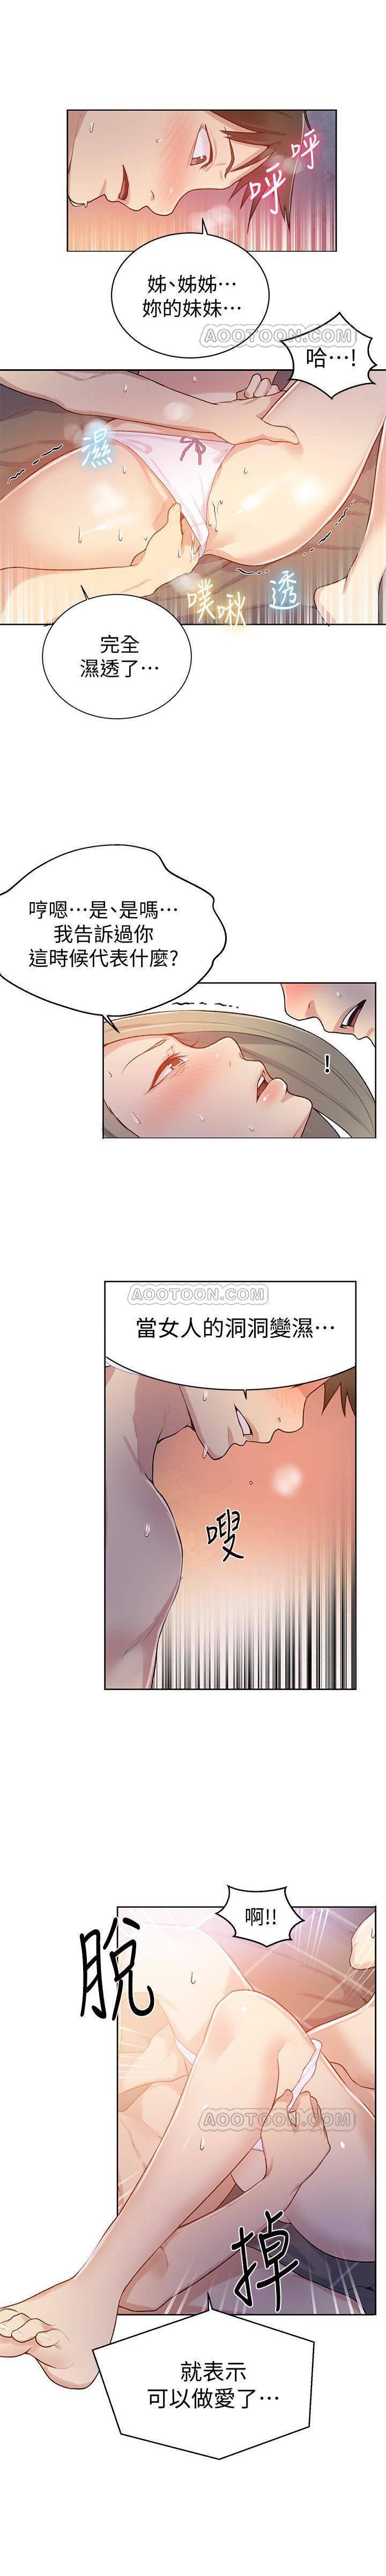 呼呼
姊、姊姊…
妳的妹妹…
AOOTOON.COM
哈…!
濕
透
噗啾
完全
濕透了…
哼嗯…是、是嗎…
我告訴過你
這時候代表什麼?
!
AOOTOON.COM
當女人的洞洞變濕…
嗖
啊!!
脫
AOOTOON.COM
掉
就表示
可以做愛了…